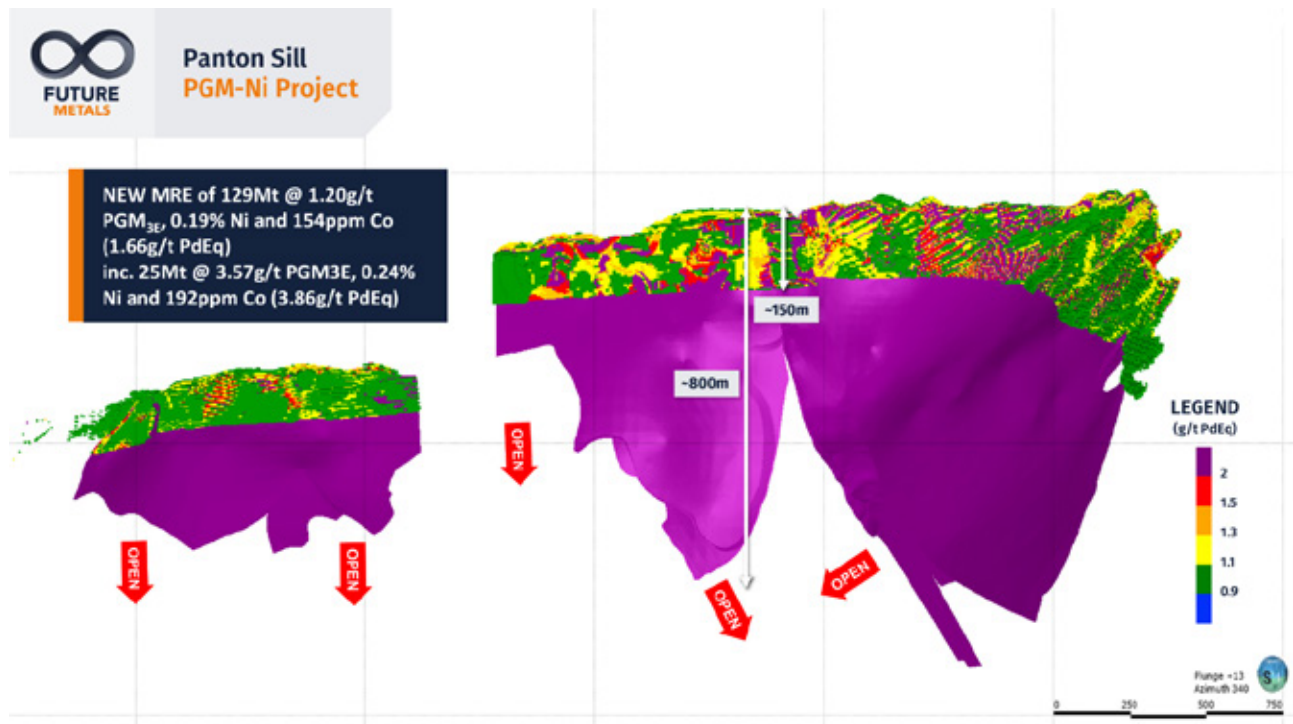 FUTURE
METALS
Panton Sill
PGM-Ni Project
NEW MRE of 129Mt @ 1.20g/t
PGM3E, 0.19% Ni and 154ppm Co
(1.66g/t PdEq)
inc. 25Mt @ 3.57g/t PGM3E, 0.24%
Ni and 192ppm Co (3.86g/t PdEq)
~150m
~800m
OPEN
OPEN
OPEN
OPEN
OPEN
LEGEND
(g/t PdEq)
2
1.5
1.3
1.1
0.9
Plunge +13
Azimuth 340
S
0 250 500 750